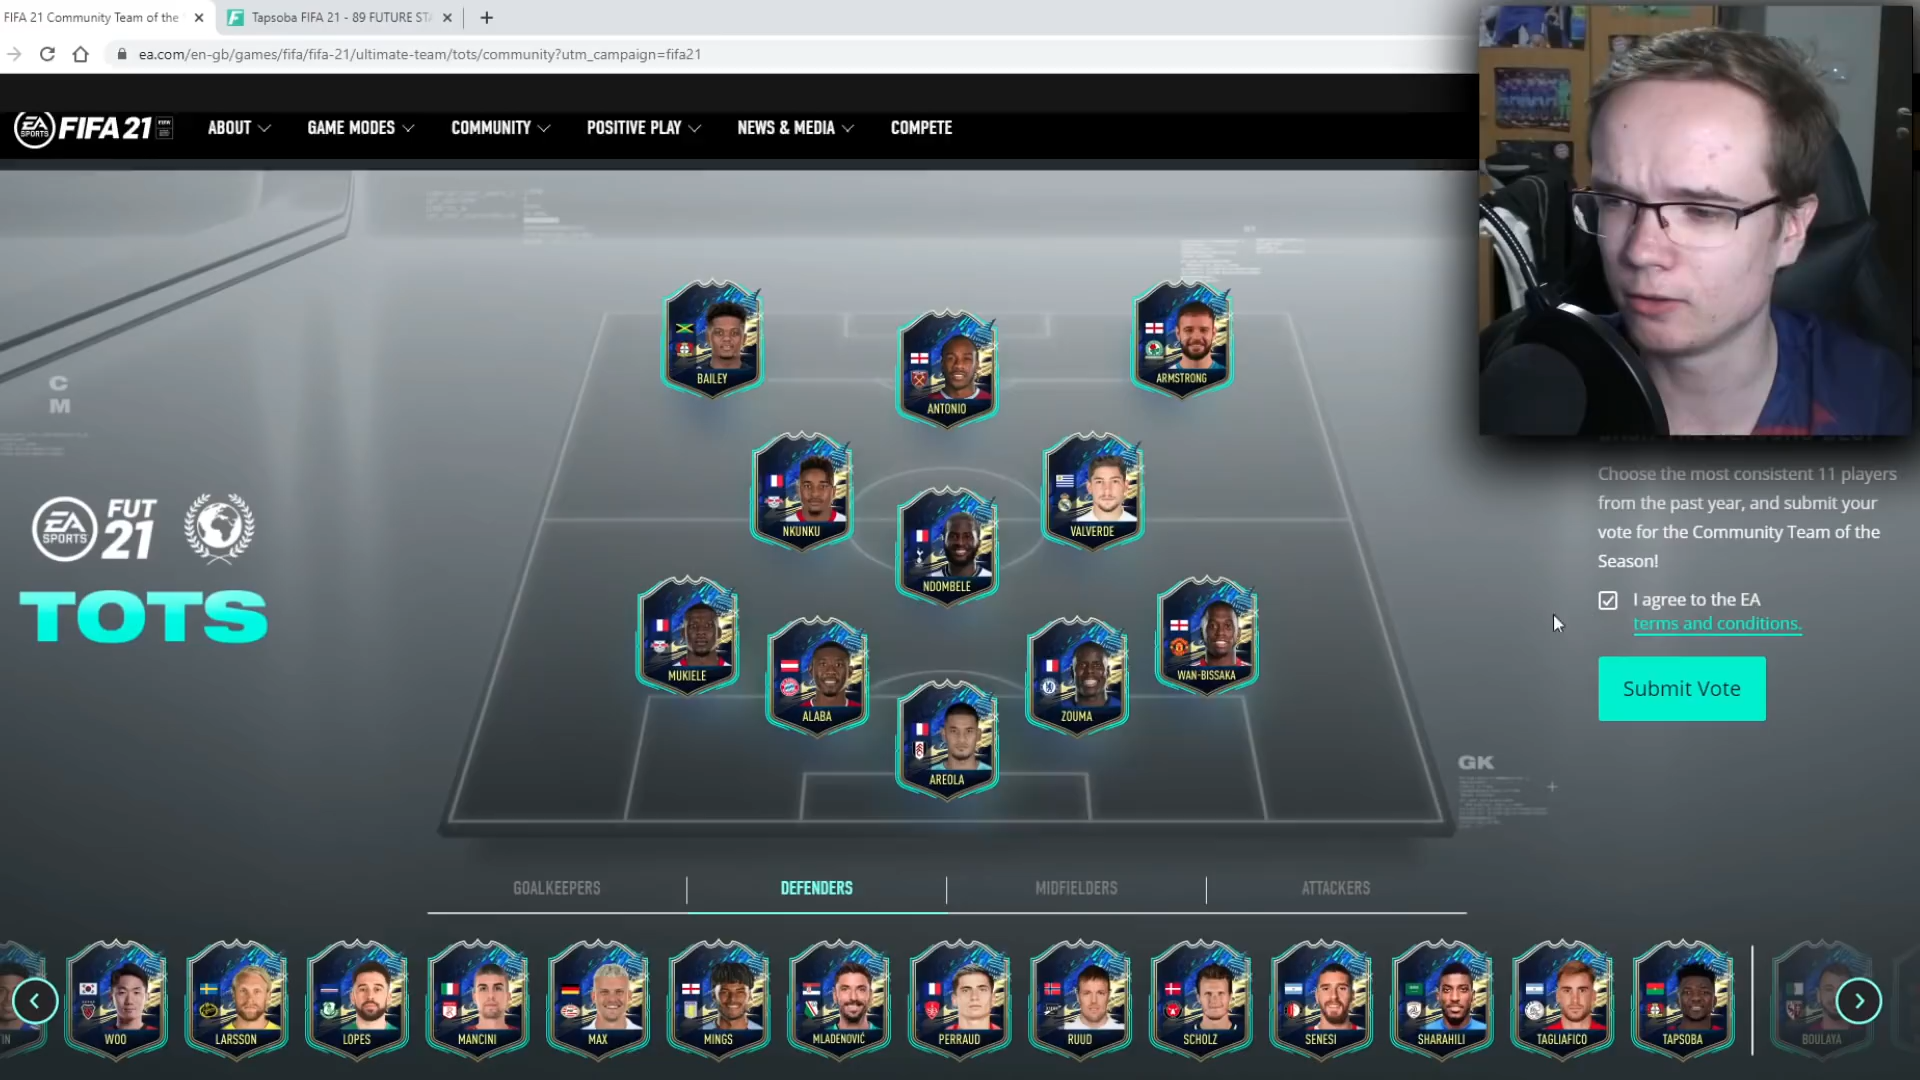 FIFA 21 Community Team of the
Tapsoba FIFA 21 - 89 FUTURE STA
ea.com/en-gb/games/fifa/fifa-21/ultimate-team/tots/community?utm_campaign=fifa21
EA SPORTS FIFA 21
ABOUT
GAME MODES
COMMUNITY
POSITIVE PLAY
NEWS & MEDIA
COMPETE
BAILEY
ANTONIO
ARMSTRONG
NKUNKU
NDOMBELE
VALVERDE
MUKIELE
ALABA
AREOLA
ZOUMA
WAN-BISSAKA
C
M
EA SPORTS FUT 21
TOTS
Choose the most consistent 11 players
from the past year, and submit your
vote for the Community Team of the
Season!
I agree to the EA
terms and conditions.
Submit Vote
GK
GOALKEEPERS
DEFENDERS
MIDFIELDERS
ATTACKERS
WOO
LARSSON
LOPES
MANCINI
MAX
MINGS
MLADENOVIĆ
PERRAUD
RUUD
SCHOLZ
SENESI
SHARAHILI
TAGLIAFICO
TAPSOBA
BOULAYA